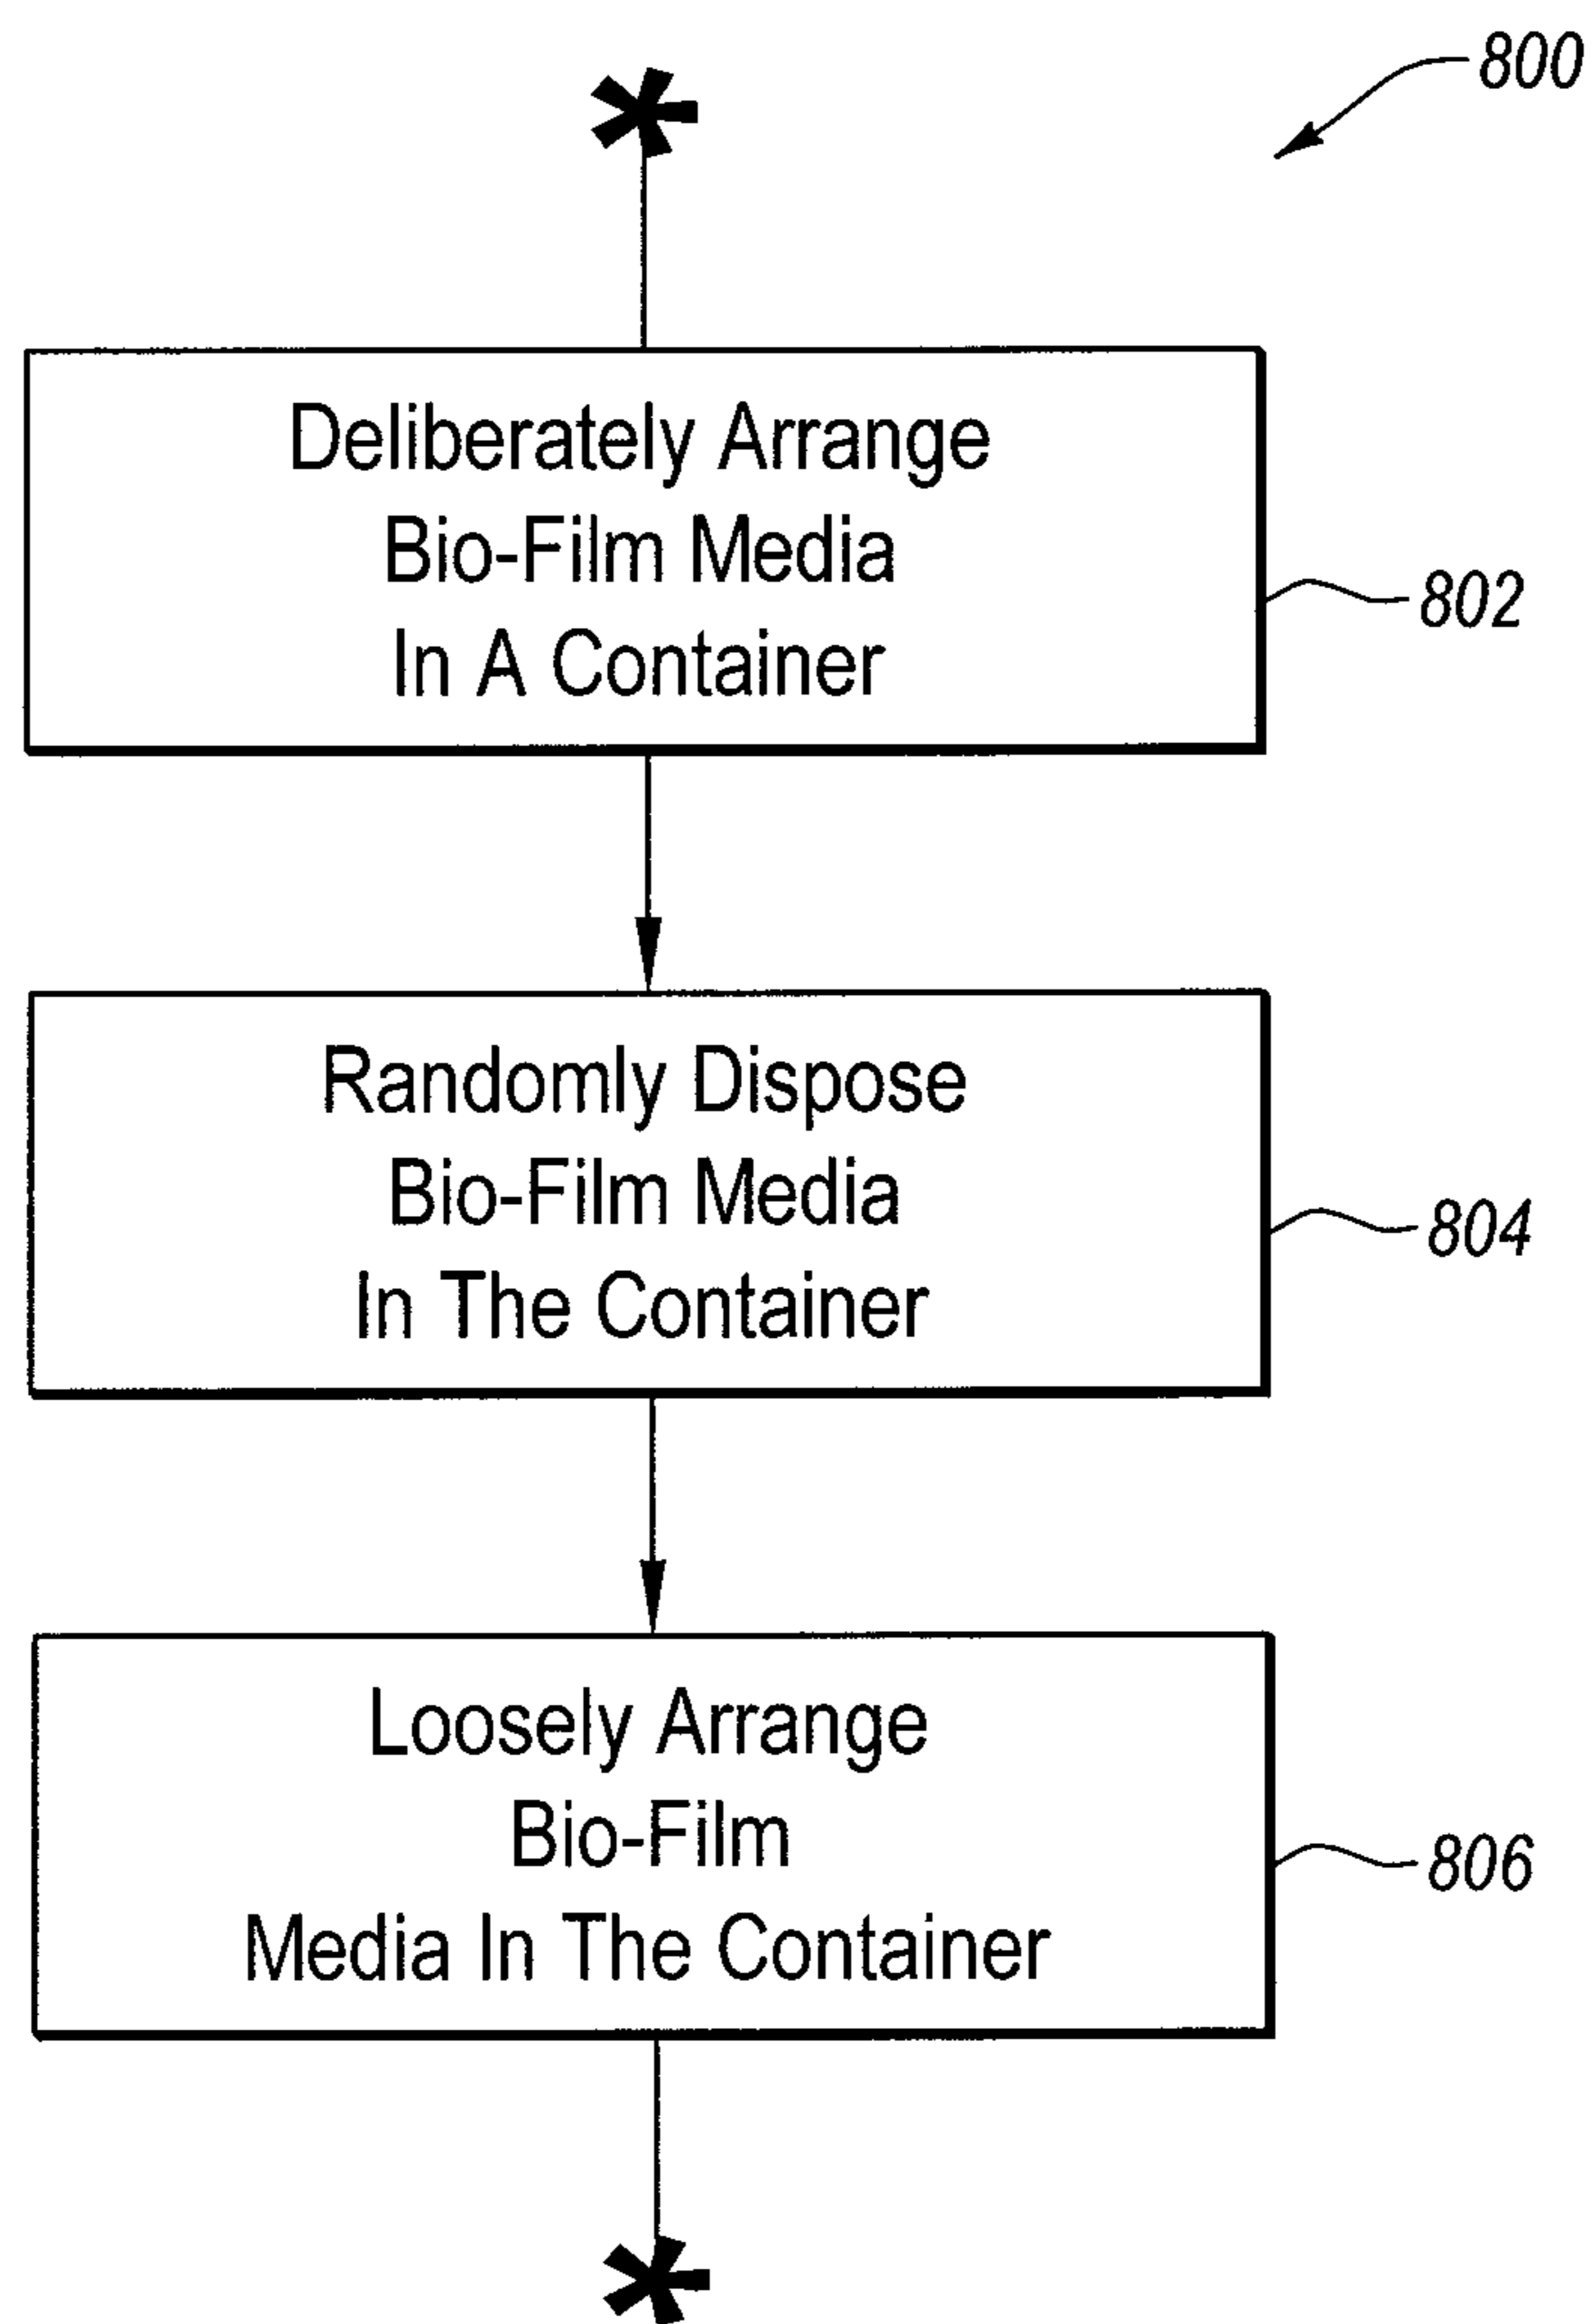 800
*
Deliberately Arrange
Bio-Film Media
In A Container
802
Randomly Dispose
Bio-Film Media
In The Container
804
Loosely Arrange
Bio-Film
Media In The Container
806
*